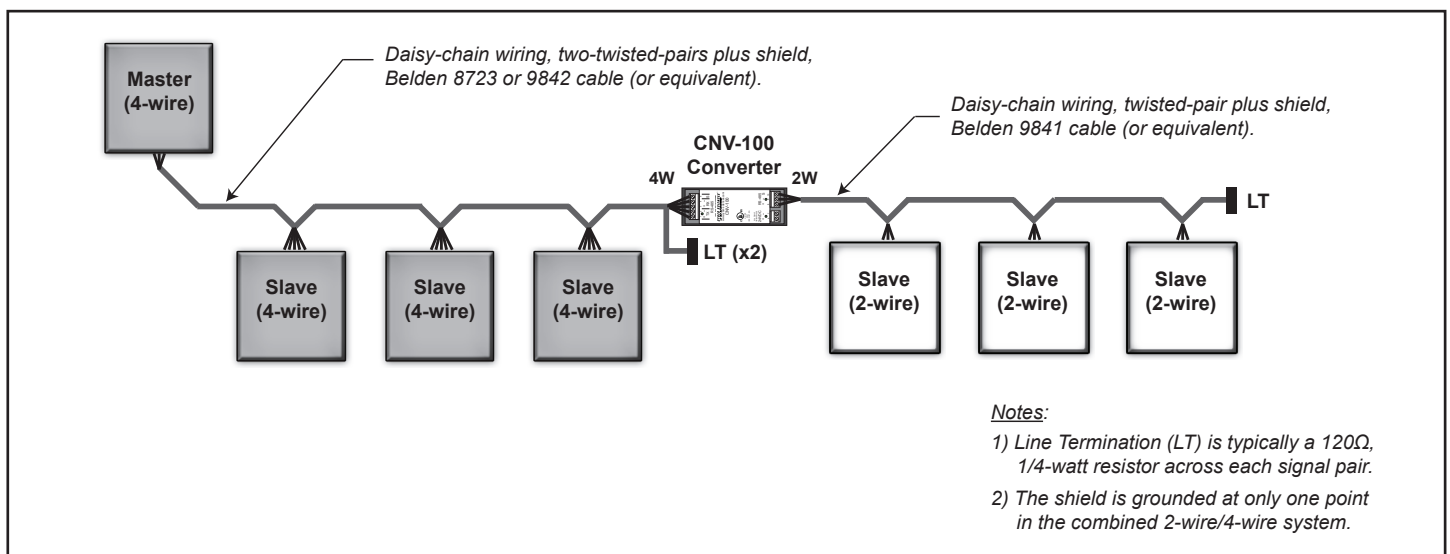 Master
(4-wire)
Daisy-chain wiring, two-twisted-pairs plus shield,
Belden 8723 or 9842 cable (or equivalent).
Daisy-chain wiring, twisted-pair plus shield,
Belden 9841 cable (or equivalent).
CNV-100
Converter
4W
2W
LT
LT (x2)
Slave
(4-wire)
Slave
(4-wire)
Slave
(4-wire)
Slave
(2-wire)
Slave
(2-wire)
Slave
(2-wire)
Notes:
1) Line Termination (LT) is typically a 120Ω,
1/4-watt resistor across each signal pair.
2) The shield is grounded at only one point
in the combined 2-wire/4-wire system.